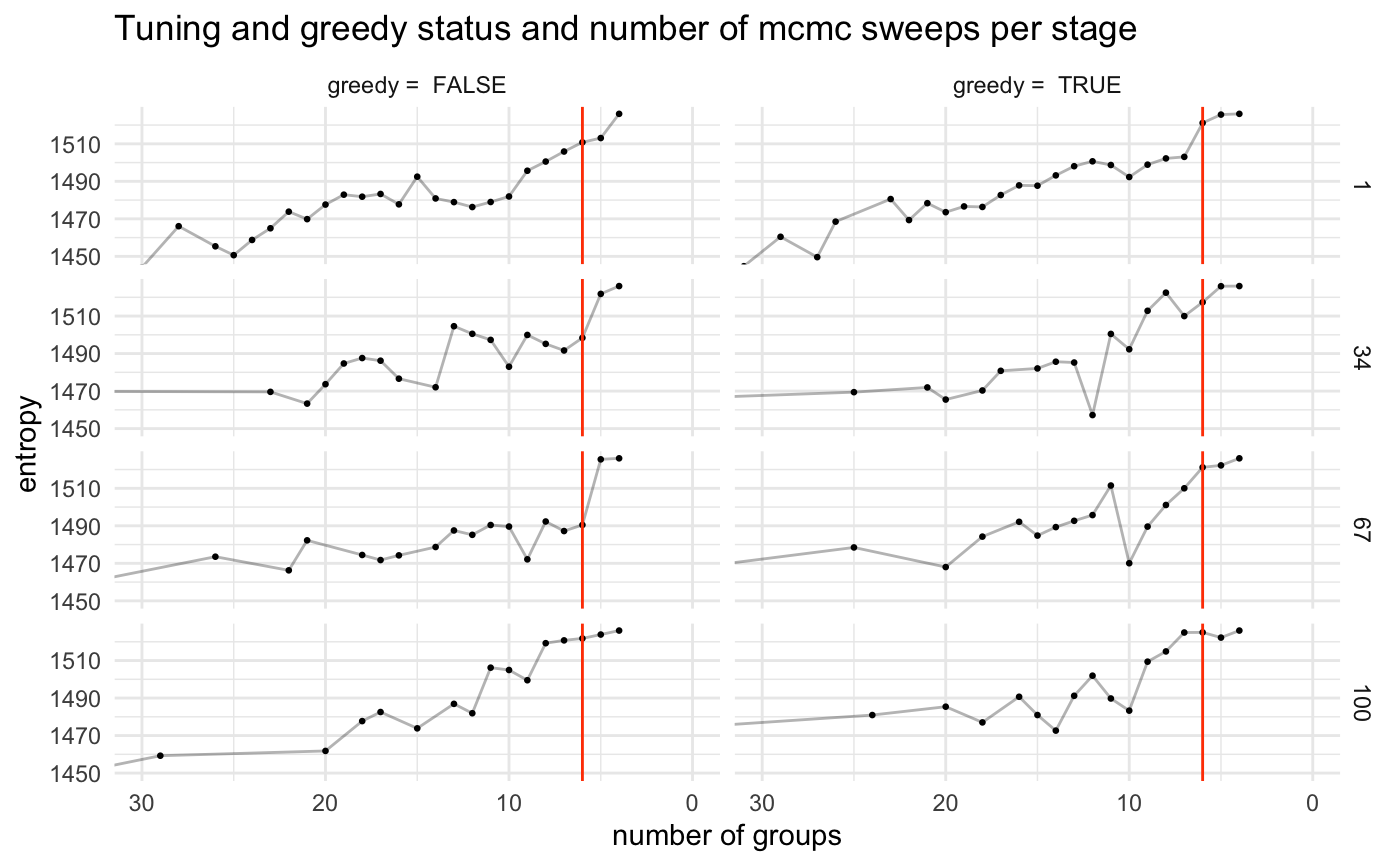 Tuning and greedy status and number of mcmc sweeps per stage
greedy =  FALSE
greedy =  TRUE
1510
1490
1470
1450
1
1510
1490
1470
1450
34
entropy
1510
1490
1470
1450
67
1510
1490
1470
1450
100
30 20 10 0
30 20 10 0
number of groups